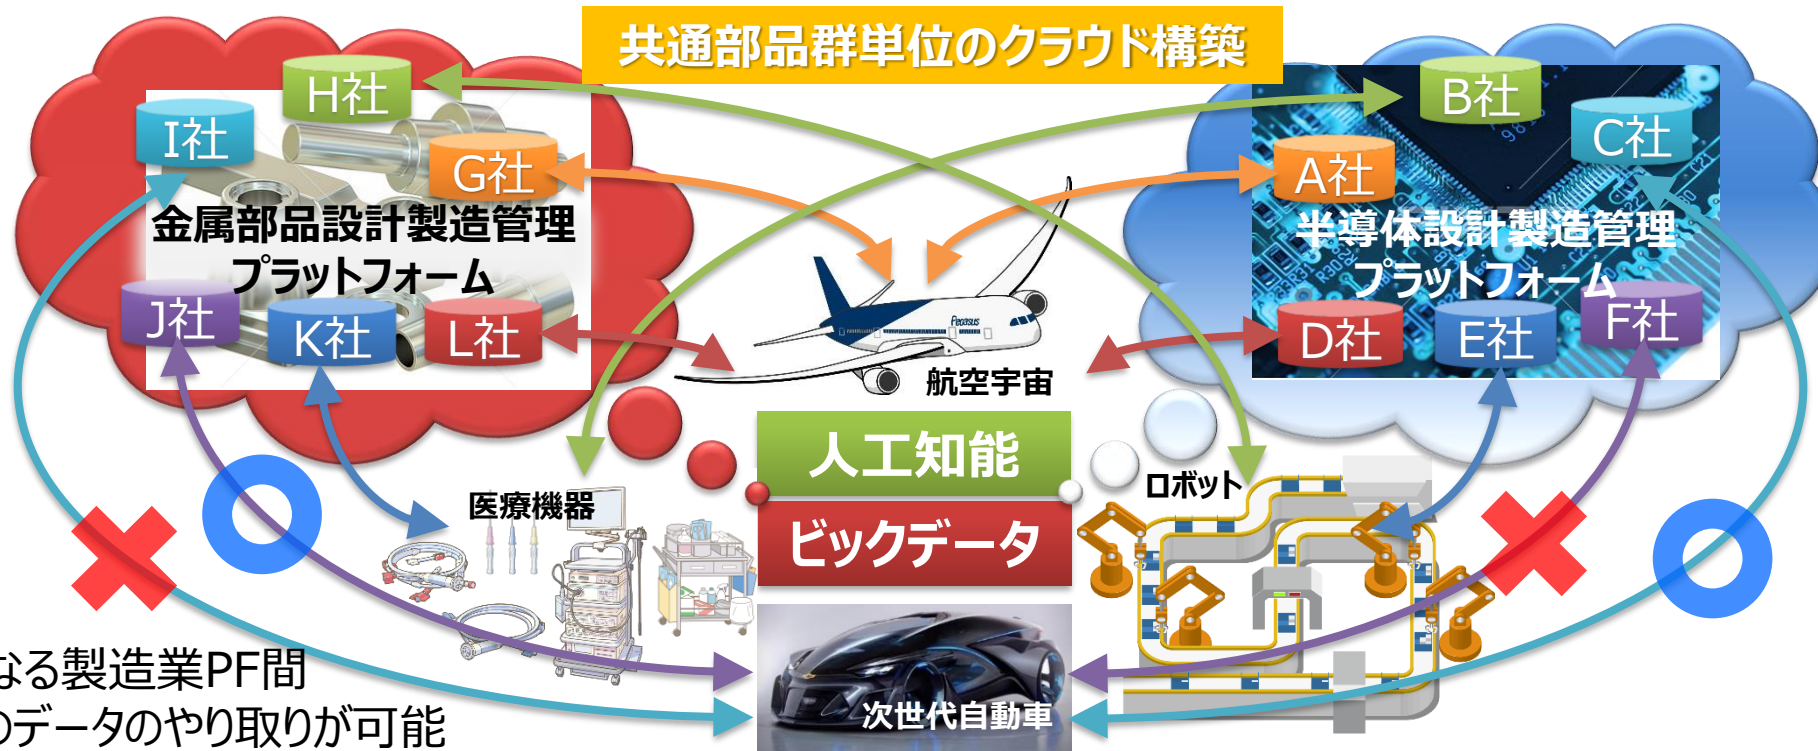 共通部品群単位のクラウド構築
H社
I社
G社
金属部品設計製造管理
プラットフォーム
J社
K社
L社
B社
C社
A社
半導体設計製造管理
プラットフォーム
D社
E社
F社
Pegasus
航空宇宙
人工知能
ビックデータ
医療機器
ロボット
次世代自動車
なる製造業PF間
のデータのやり取りが可能